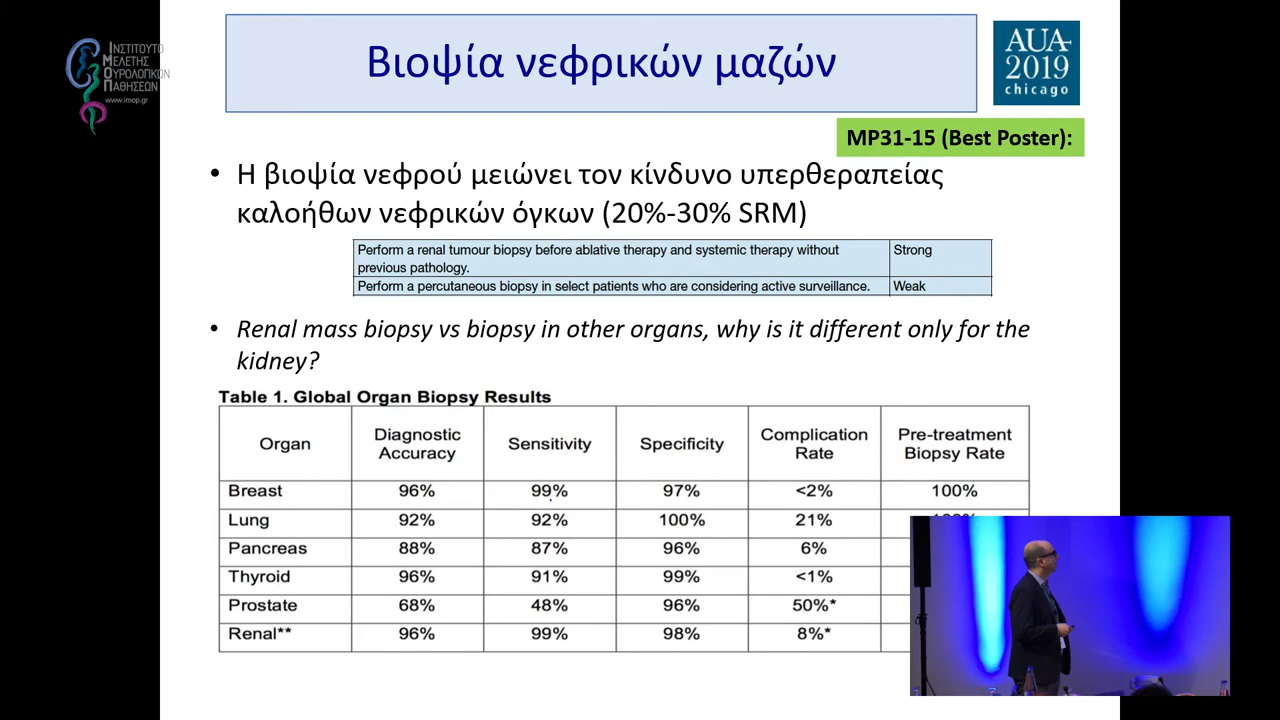 ΙΝΣΤΙΤΟΥΤΟ
ΜΕΛΕΤΗΣ
ΟΥΡΟΛΟΓΙΚΩΝ
ΠΑΘΗΣΕΩΝ
www.imop.gr
Βιοψία νεφρικών μαζών
AUA
2019
chicago
MP31-15 (Best Poster):
• Η βιοψία νεφρού μειώνει τον κίνδυνο υπερθεραπείας
καλοήθων νεφρικών όγκων (20%-30% SRM)
Perform a renal tumour biopsy before ablative therapy and systemic therapy without Strong
previous pathology.
Perform a percutaneous biopsy in select patients who are considering active surveillance. Weak
• Renal mass biopsy vs biopsy in other organs, why is it different only for the
kidney?
Table 1. Global Organ Biopsy Results
Organ Diagnostic Accuracy Sensitivity Specificity Complication Rate Pre-treatment Biopsy Rate
Breast 96% 99% 97% <2% 100%
Lung 92% 92% 100% 21%
Pancreas 88% 87% 96% 6%
Thyroid 96% 91% 99% <1%
Prostate 68% 48% 96% 50%*
Renal** 96% 99% 98% 8%*